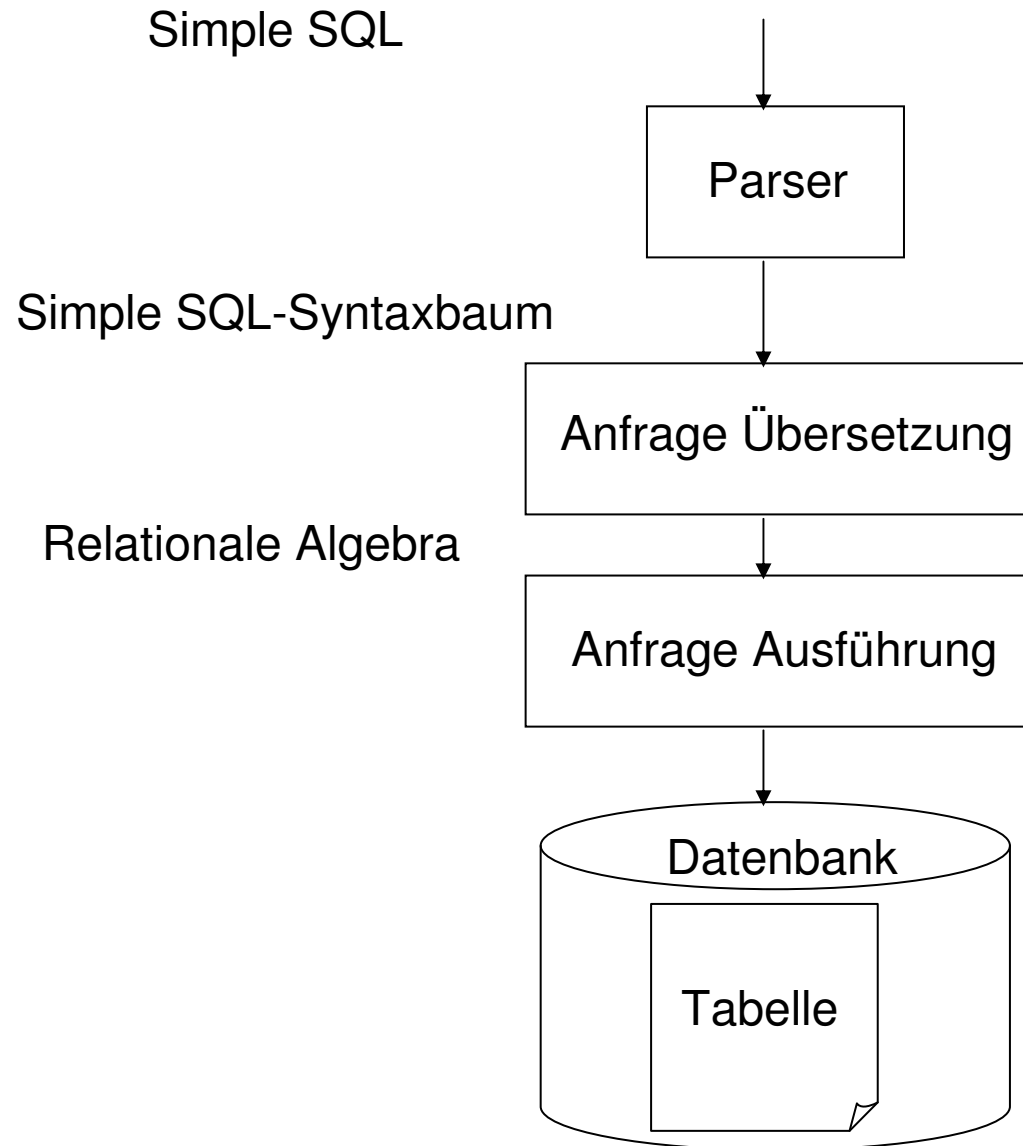 Simple SQL
Parser
Simple SQL-Syntaxbaum
Anfrage Übersetzung
Relationale Algebra
Anfrage Ausführung
Datenbank
Tabelle